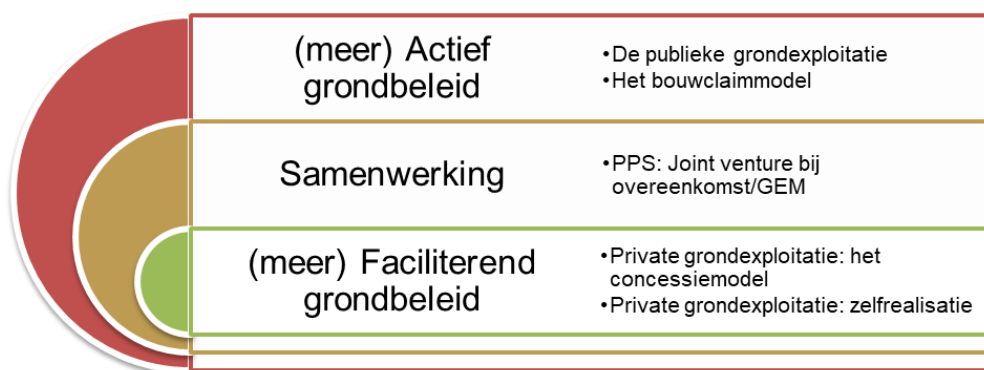 (meer) Actief
grondbeleid
•De publieke grondexploitatie
•Het bouwclaimmodel
Samenwerking
•PPS: Joint venture bij
overeenkomst/GEM
(meer) Faciliterend
grondbeleid
•Private grondexploitatie: het
concessiemodel
•Private grondexploitatie: zelfrealisatie